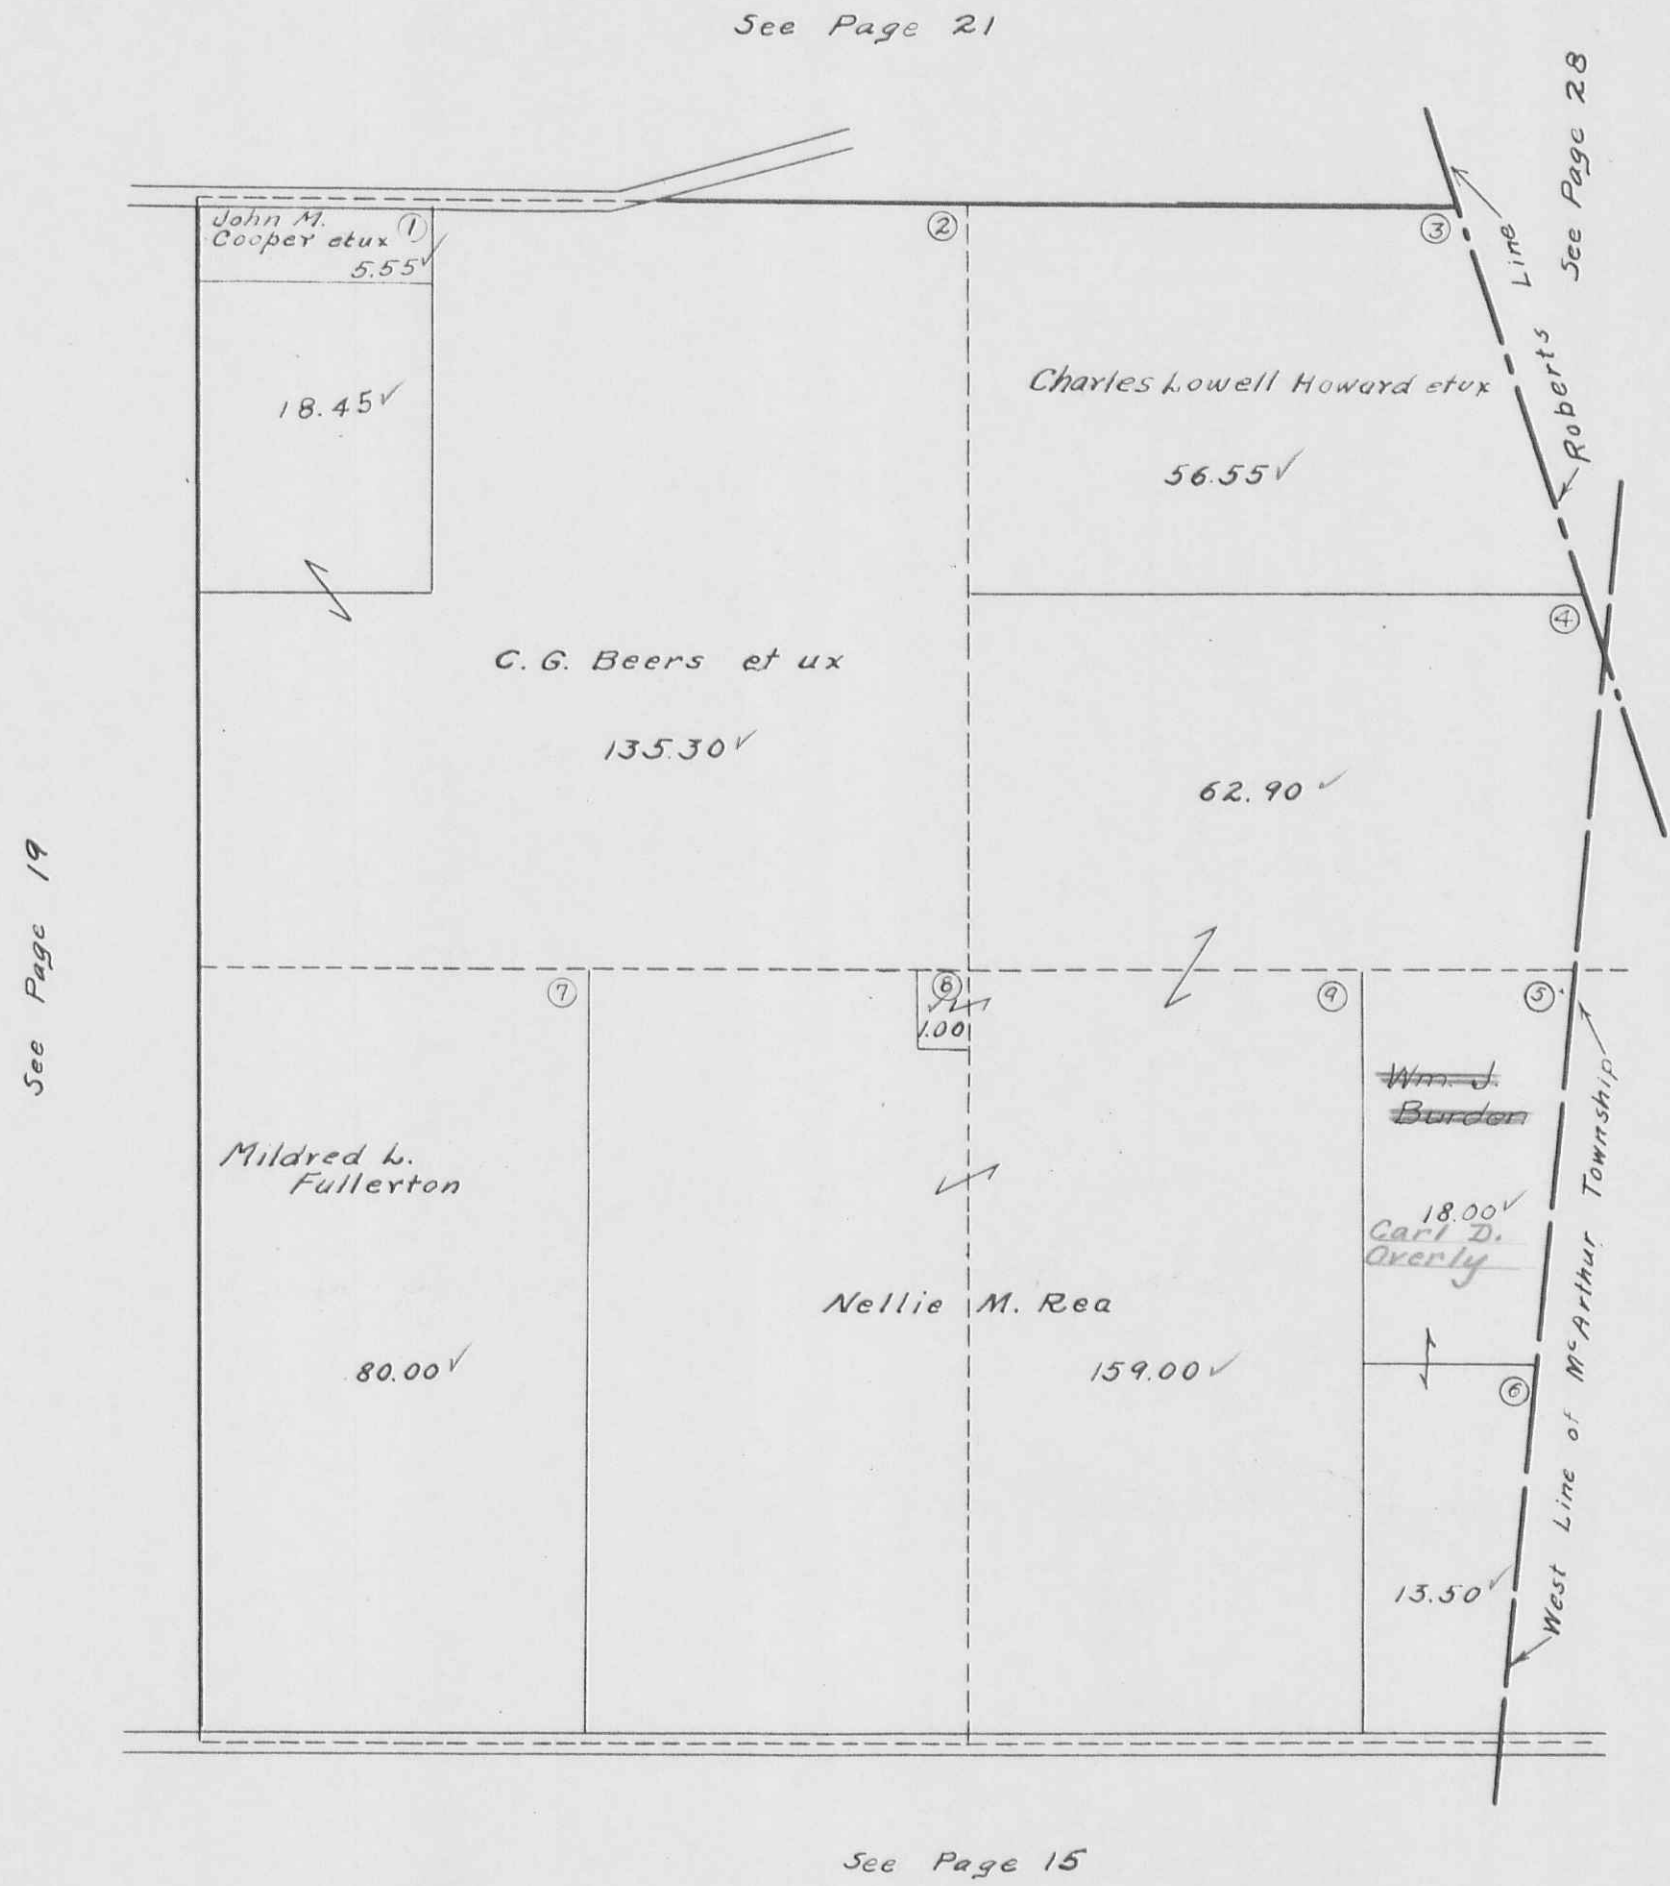 See Page 21
See Page 28
John M.
Cooper etux
1
5.55✓
2
3
Roberts Line
18.45✓
Charles Lowell Howard etux
56.55✓
4
C. G. Beers et ux
135.30✓
62.90✓
See Page 19
7
8
1.00
9
5
Wm. J.
Burden
Mildred L.
Fullerton
18.00✓
Carl D.
Overly
Nellie M. Rea
80.00✓
159.00✓
6
13.50✓
West Line of McArthur Township
See Page 15